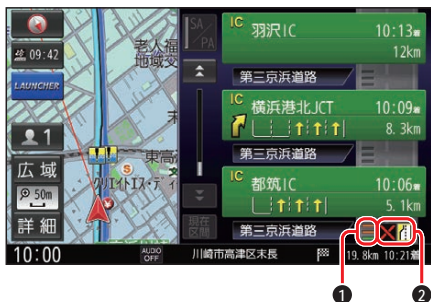 09:42
LAUNCHER
1
広域
50m
詳細
老人福
地域交
東高
クリエイトエス・ディ
S
SA
PA
現在
区間
IC
羽沢IC
10:13
12km
第三京浜道路
IC
横浜港北JCT
10:09
8.3km
第三京浜道路
IC
都筑IC
10:06
5.1km
第三京浜道路
10:00
AUDIO
OFF
川崎市高津区末長
19.8km 10:21着
1
2